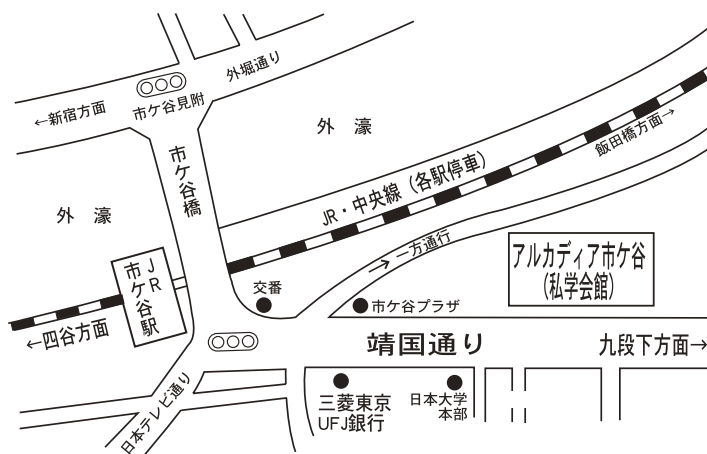 外堀通り
←新宿方面
市ケ谷見附
外　濠
市ケ谷橋
JR・中央線（各駅停車）
飯田橋方面→
外　濠
→一方通行
アルカディア市ケ谷
（私学会館）
JR
市ケ谷駅
交番
市ケ谷プラザ
←四谷方面
靖国通り
九段下方面→
日本テレビ通り
三菱東京
UFJ銀行
日本大学
本部